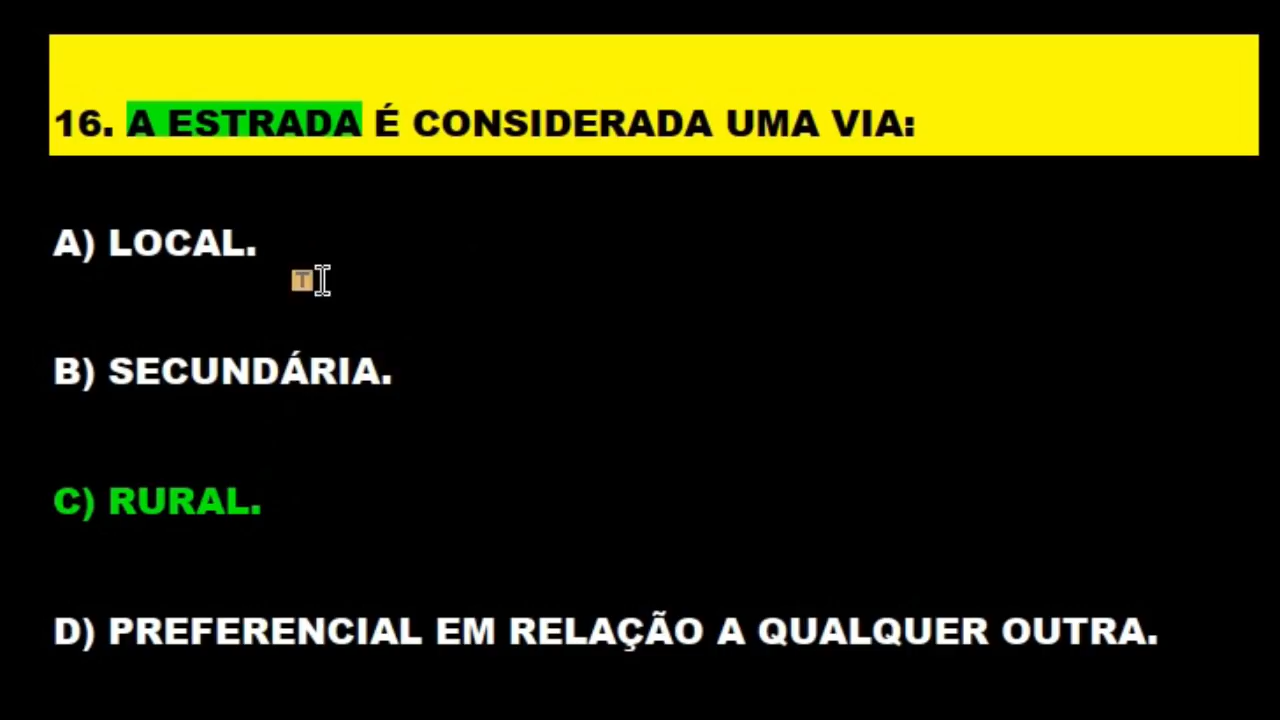 16. A ESTRADA É CONSIDERADA UMA VIA:
A) LOCAL.
T
B) SECUNDÁRIA.
C) RURAL.
D) PREFERENCIAL EM RELAÇÃO A QUALQUER OUTRA.